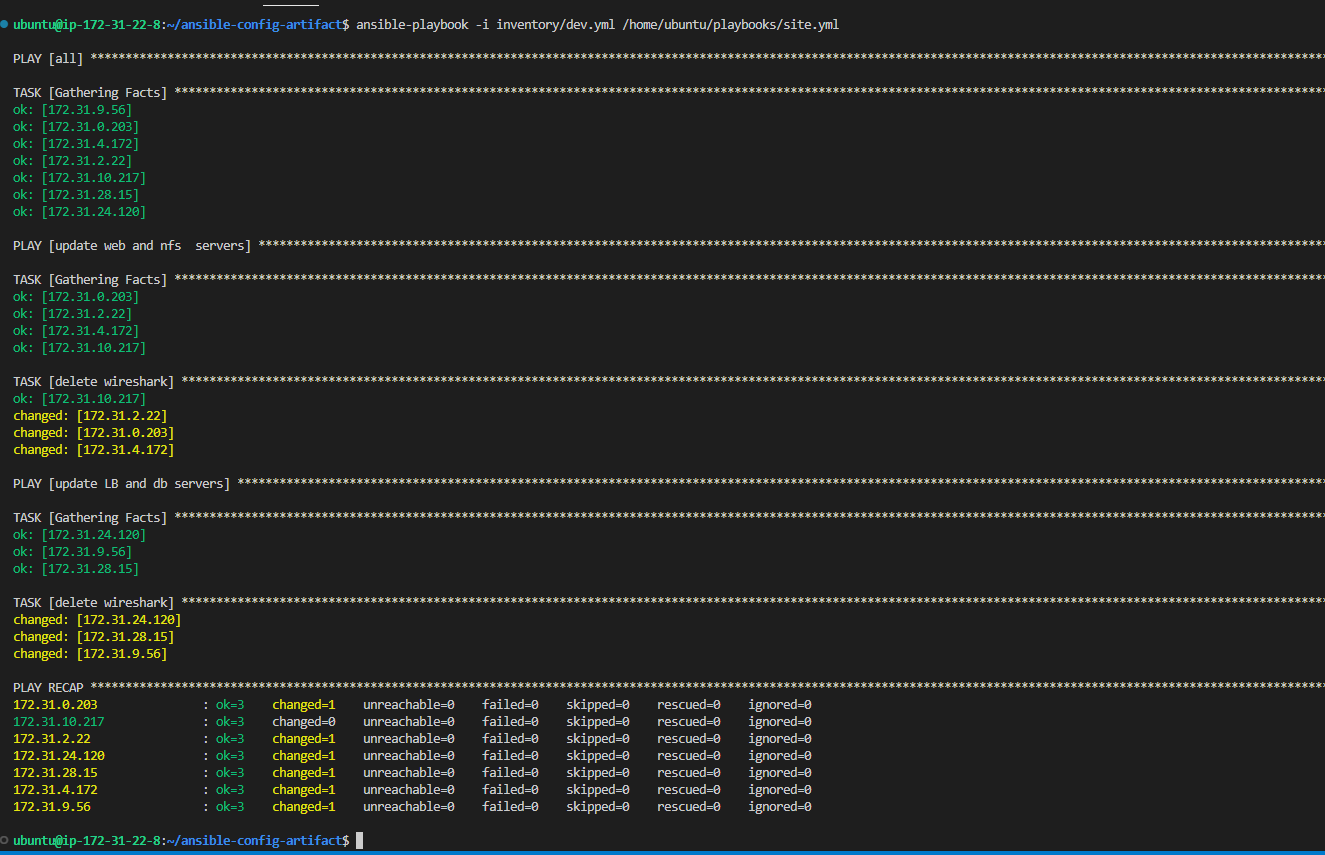 ubuntu@ip-172-31-22-8:~/ansible-config-artifact$ ansible-playbook -i inventory/dev.yml /home/ubuntu/playbooks/site.yml
PLAY [all] ****************************************************************************************************************************************************************************
TASK [Gathering Facts] ****************************************************************************************************************************************************************
ok: [172.31.9.56]
ok: [172.31.0.203]
ok: [172.31.4.172]
ok: [172.31.2.22]
ok: [172.31.10.217]
ok: [172.31.28.15]
ok: [172.31.24.120]
PLAY [update web and nfs  servers] ****************************************************************************************************************************************************
TASK [Gathering Facts] ****************************************************************************************************************************************************************
ok: [172.31.0.203]
ok: [172.31.2.22]
ok: [172.31.4.172]
ok: [172.31.10.217]
TASK [delete wireshark] ***************************************************************************************************************************************************************
ok: [172.31.10.217]
changed: [172.31.2.22]
changed: [172.31.0.203]
changed: [172.31.4.172]
PLAY [update LB and db servers] *******************************************************************************************************************************************************
TASK [Gathering Facts] ****************************************************************************************************************************************************************
ok: [172.31.24.120]
ok: [172.31.9.56]
ok: [172.31.28.15]
TASK [delete wireshark] ***************************************************************************************************************************************************************
changed: [172.31.24.120]
changed: [172.31.28.15]
changed: [172.31.9.56]
PLAY RECAP ****************************************************************************************************************************************************************************
172.31.0.203               : ok=3    changed=1    unreachable=0    failed=0    skipped=0    rescued=0    ignored=0
172.31.10.217              : ok=3    changed=0    unreachable=0    failed=0    skipped=0    rescued=0    ignored=0
172.31.2.22                : ok=3    changed=1    unreachable=0    failed=0    skipped=0    rescued=0    ignored=0
172.31.24.120              : ok=3    changed=1    unreachable=0    failed=0    skipped=0    rescued=0    ignored=0
172.31.28.15               : ok=3    changed=1    unreachable=0    failed=0    skipped=0    rescued=0    ignored=0
172.31.4.172               : ok=3    changed=1    unreachable=0    failed=0    skipped=0    rescued=0    ignored=0
172.31.9.56                : ok=3    changed=1    unreachable=0    failed=0    skipped=0    rescued=0    ignored=0
ubuntu@ip-172-31-22-8:~/ansible-config-artifact$